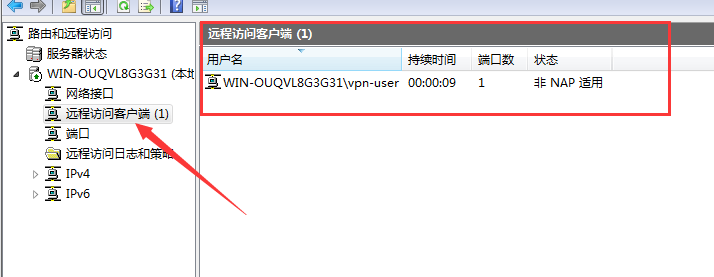 路由和远程访问
服务器状态
WIN-OUQVL8G3G31 (本地
网络接口
远程访问客户端 (1)
端口
远程访问日志和策略
IPv4
IPv6
远程访问客户端 (1)
用户名 持续时间 端口数 状态
WIN-OUQVL8G3G31\vpn-user 00:00:09 1 非 NAP 适用